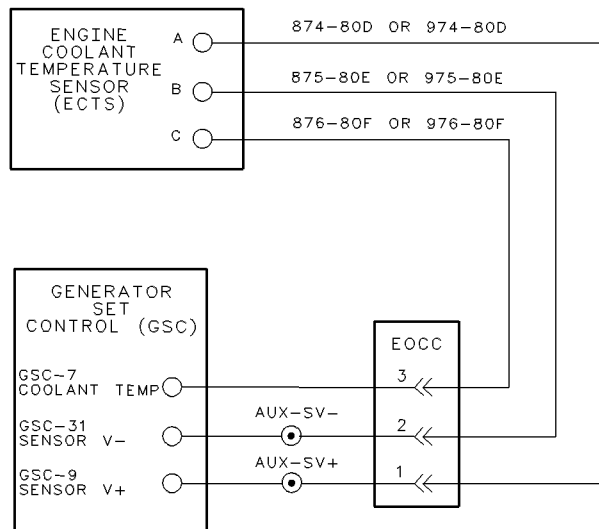 ENGINE
COOLANT
TEMPERATURE
SENSOR
(ECTS)
A
874-80D OR 974-80D
B
875-80E OR 975-80E
C
876-80F OR 976-80F
GENERATOR
SET
CONTROL (GSC)
EOCC
GSC-7
COOLANT TEMP
3
GSC-31
SENSOR V-
AUX-SV-
2
GSC-9
SENSOR V+
AUX-SV+
1